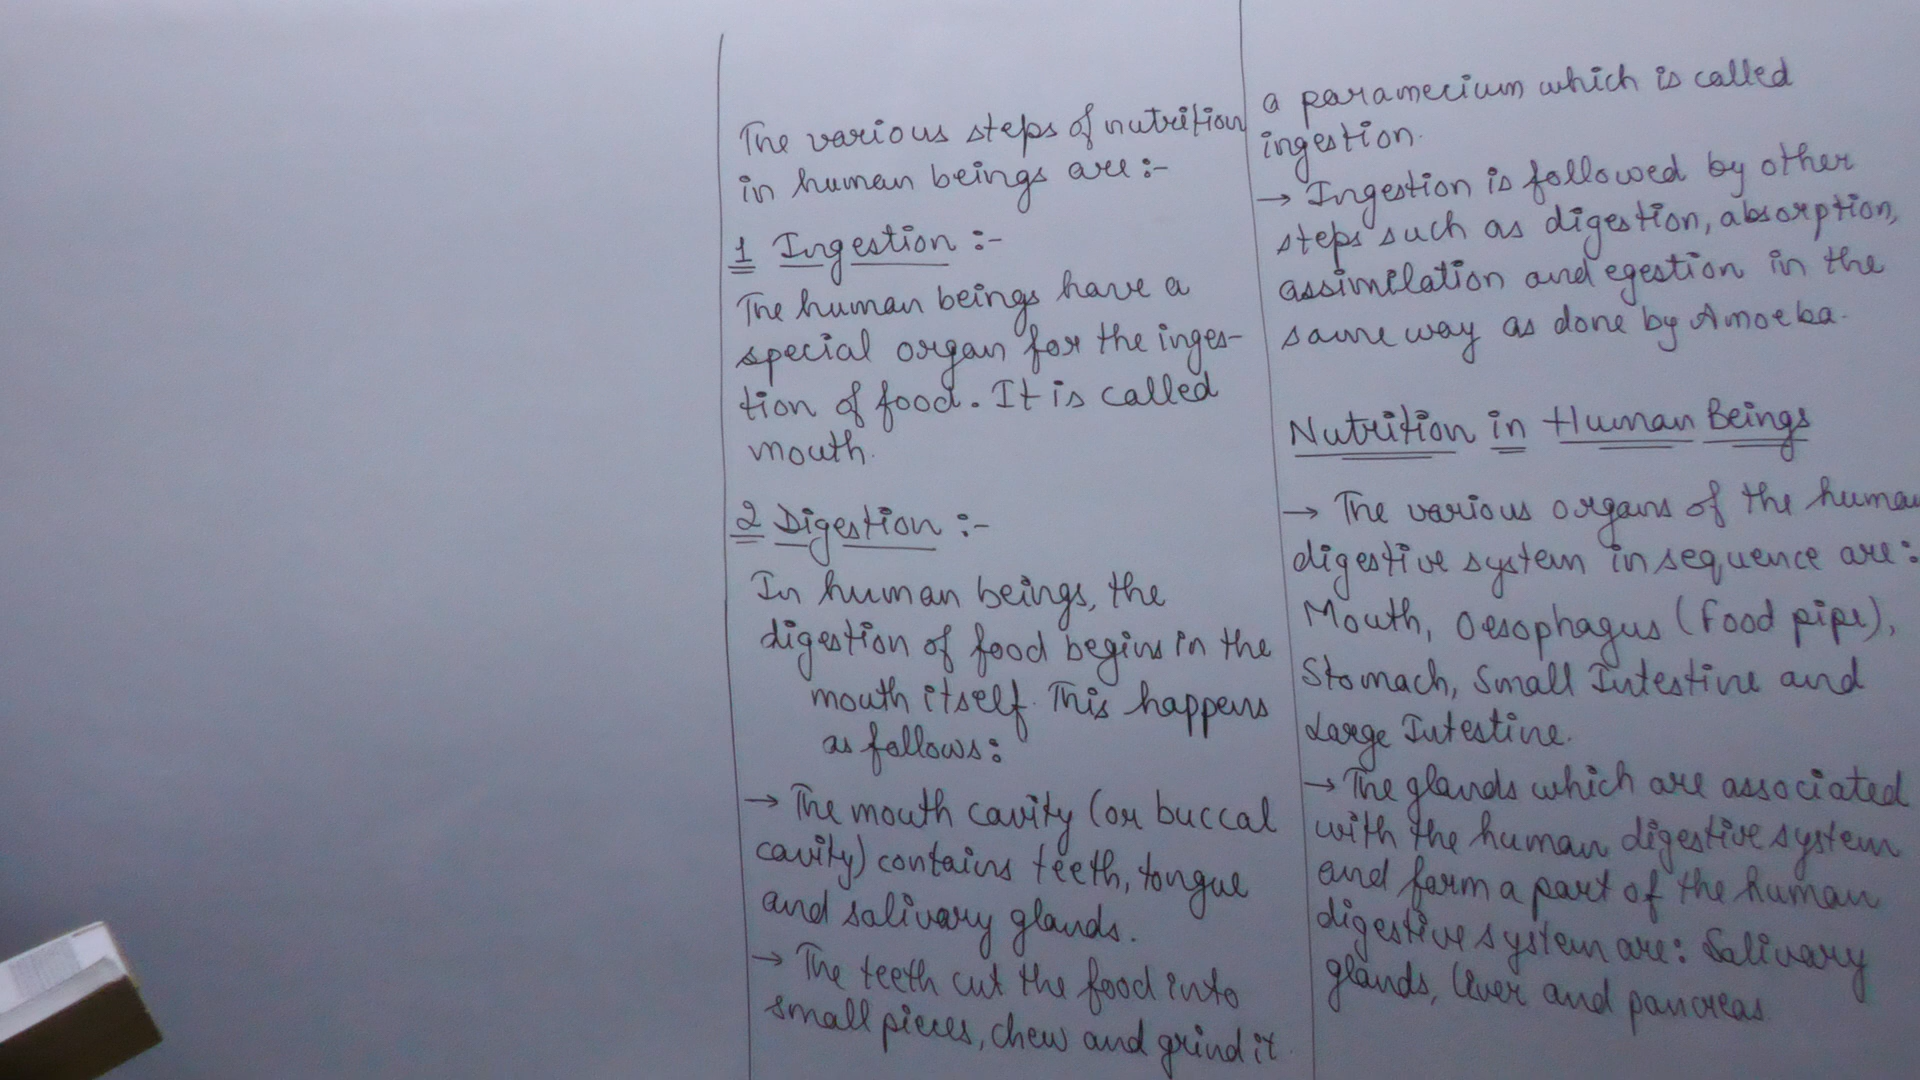 The various steps of nutrition
in human beings are :-
1 Ingestion :-
The human beings have a
special organ for the inges-
tion of food. It is called
mouth.
2 Digestion :-
In human beings, the
digestion of food begins in the
mouth itself. This happens
as follows:
→ The mouth cavity (or buccal
cavity) contains teeth, tongue
and salivary glands.
→ The teeth cut the food into
small pieces, chew and grind it
a paramecium which is called
ingestion.
→ Ingestion is followed by other
steps such as digestion, absorption,
assimilation and egestion in the
same way as done by Amoeba.
Nutrition in Human Beings
→ The various organs of the human
digestive system in sequence are:
Mouth, Oesophagus (Food pipe),
Stomach, Small Intestine and
Large Intestine.
→ The glands which are associated
with the human digestive system
and form a part of the human
digestive system are: Salivary
glands, liver and pancreas